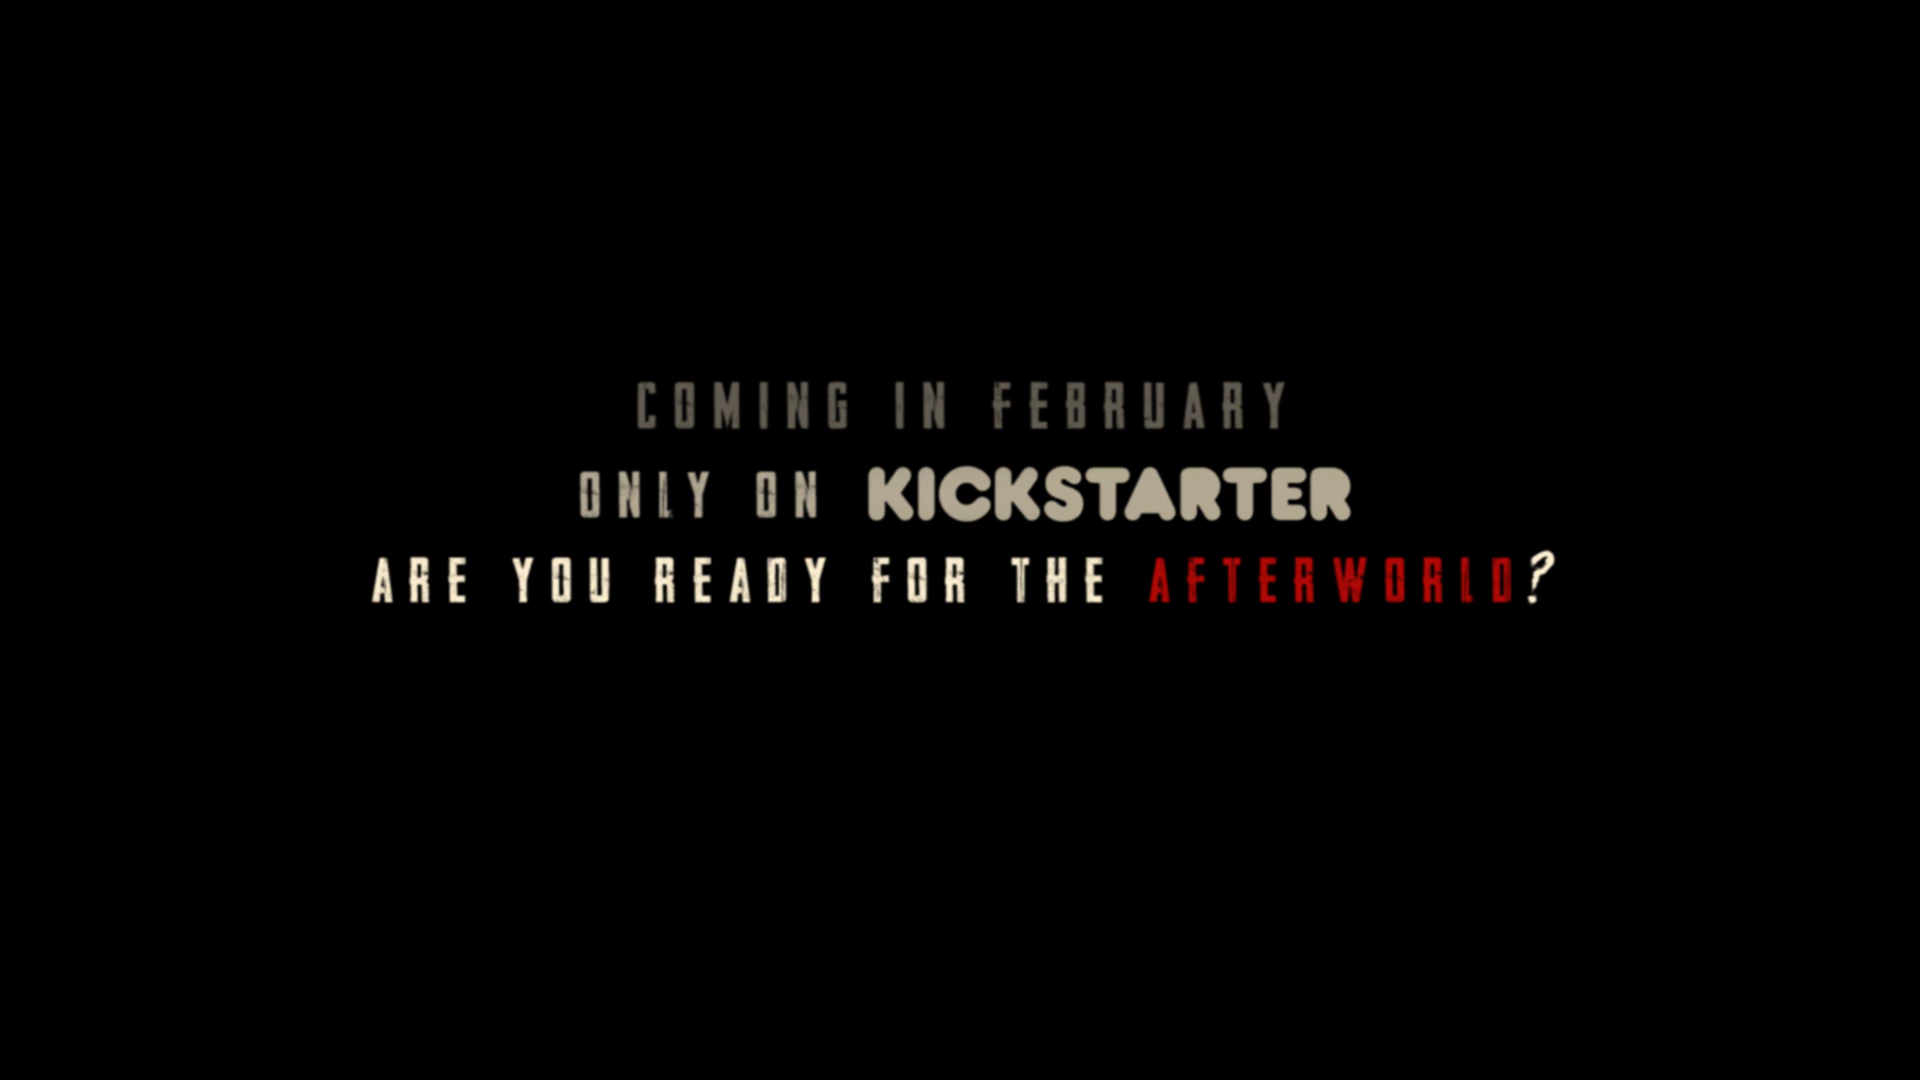 COMING IN FEBRUARY
ONLY ON KICKSTARTER
ARE YOU READY FOR THE AFTERWORLD?